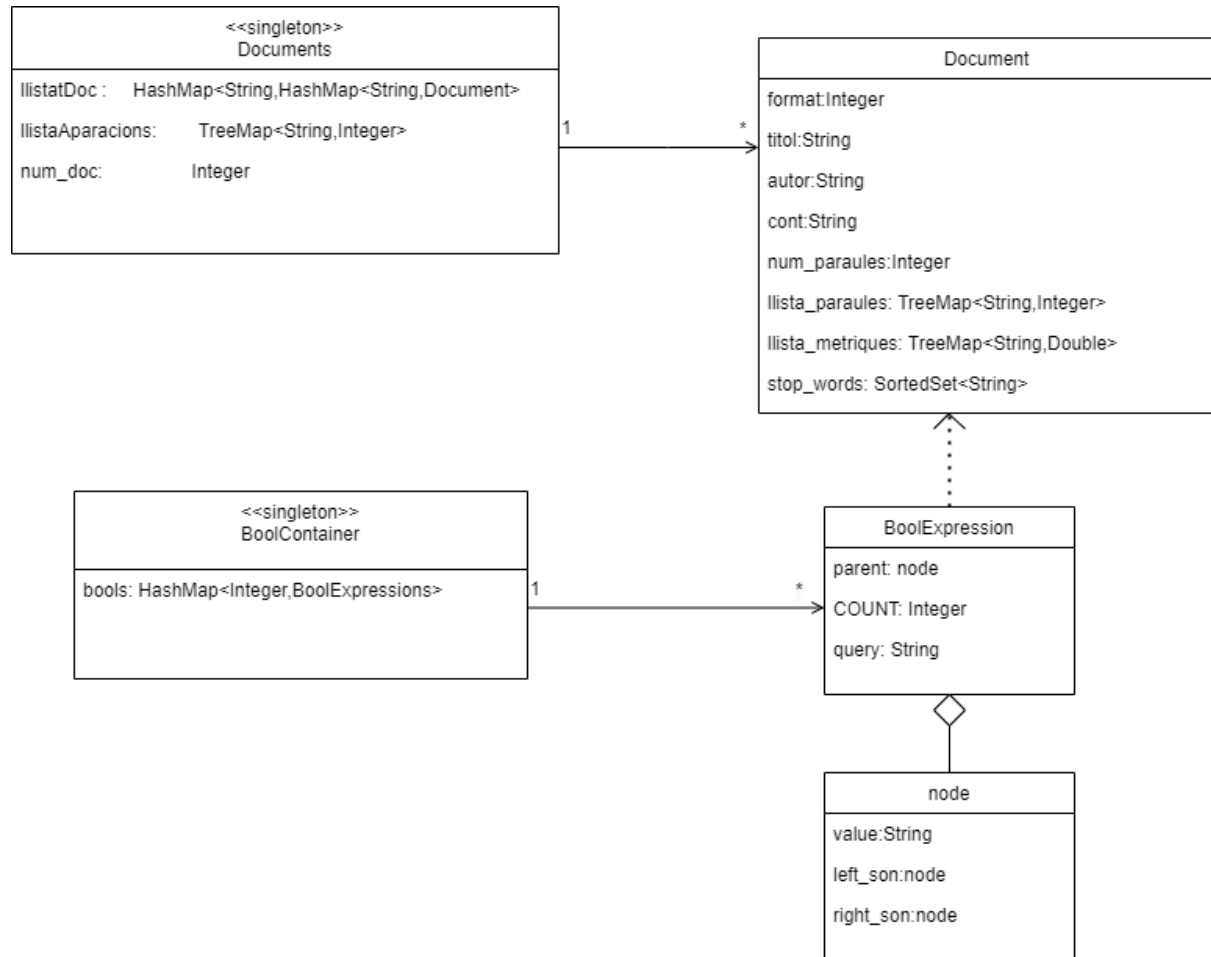 <<singleton>>
Documents
llistatDoc : HashMap<String,HashMap<String,Document>
llistaAparacions: TreeMap<String,Integer>
num_doc: Integer
1
*
Document
format:Integer
titol:String
autor:String
cont:String
num_paraules:Integer
llista_paraules: TreeMap<String,Integer>
llista_metriques: TreeMap<String,Double>
stop_words: SortedSet<String>
<<singleton>>
BoolContainer
bools: HashMap<Integer,BoolExpressions>
1
*
BoolExpression
parent: node
COUNT: Integer
query: String
node
value:String
left_son:node
right_son:node